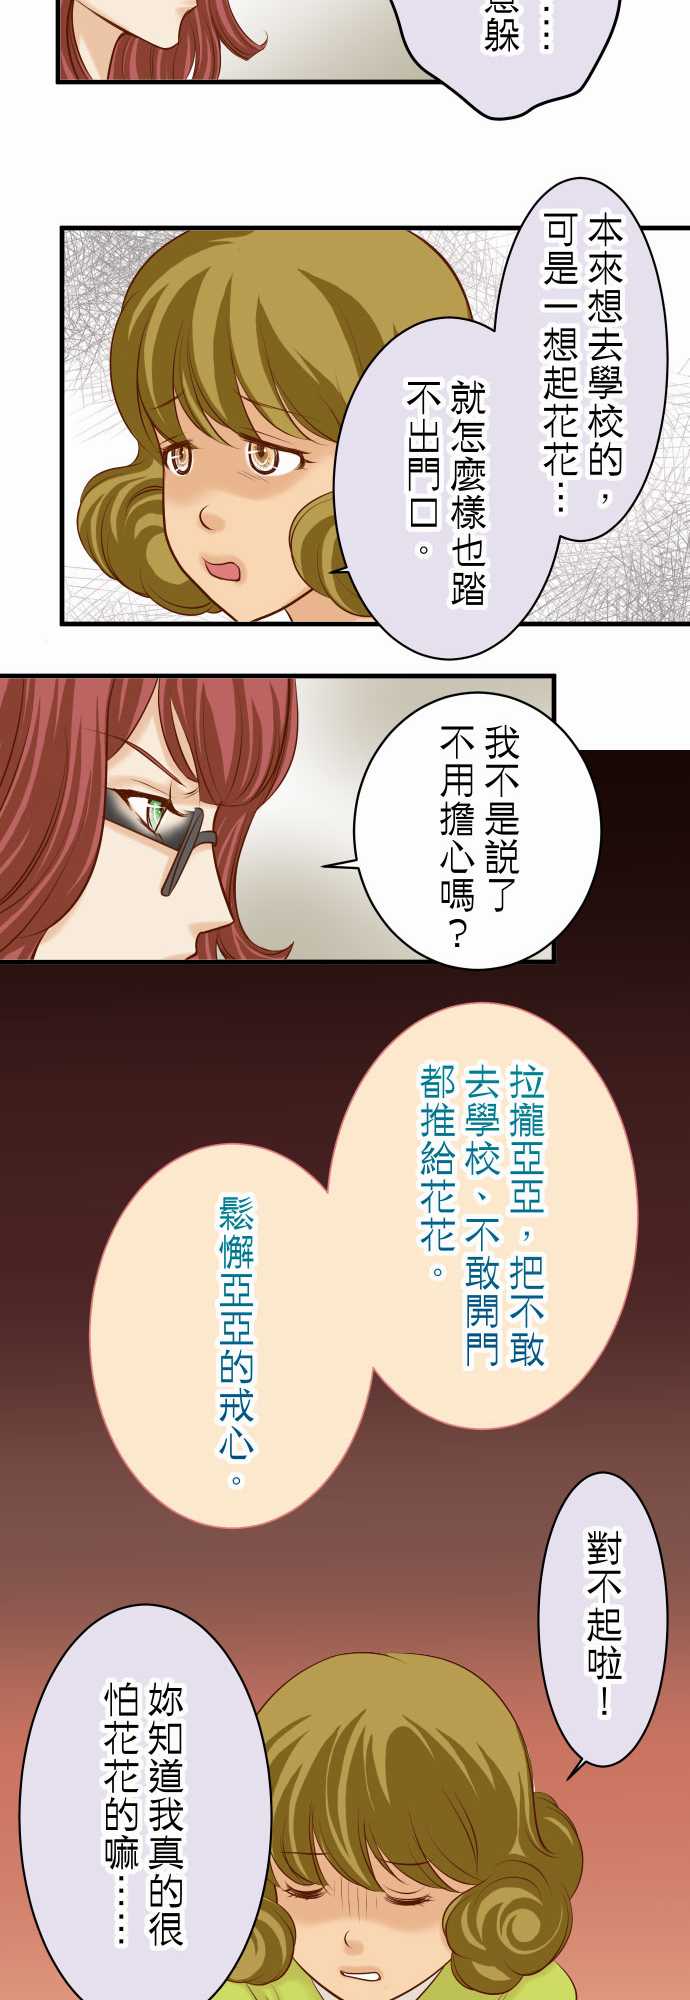 ……
躲
本來想去學校的，
可是一想起花花…
就怎麼樣也踏
不出門口。
我不是說了
不用擔心嗎？
拉攏亞亞，把不敢
去學校、不敢開門
都推給花花。
鬆懈亞亞的戒心。
對不起啦！
妳知道我真的很
怕花花的嘛……